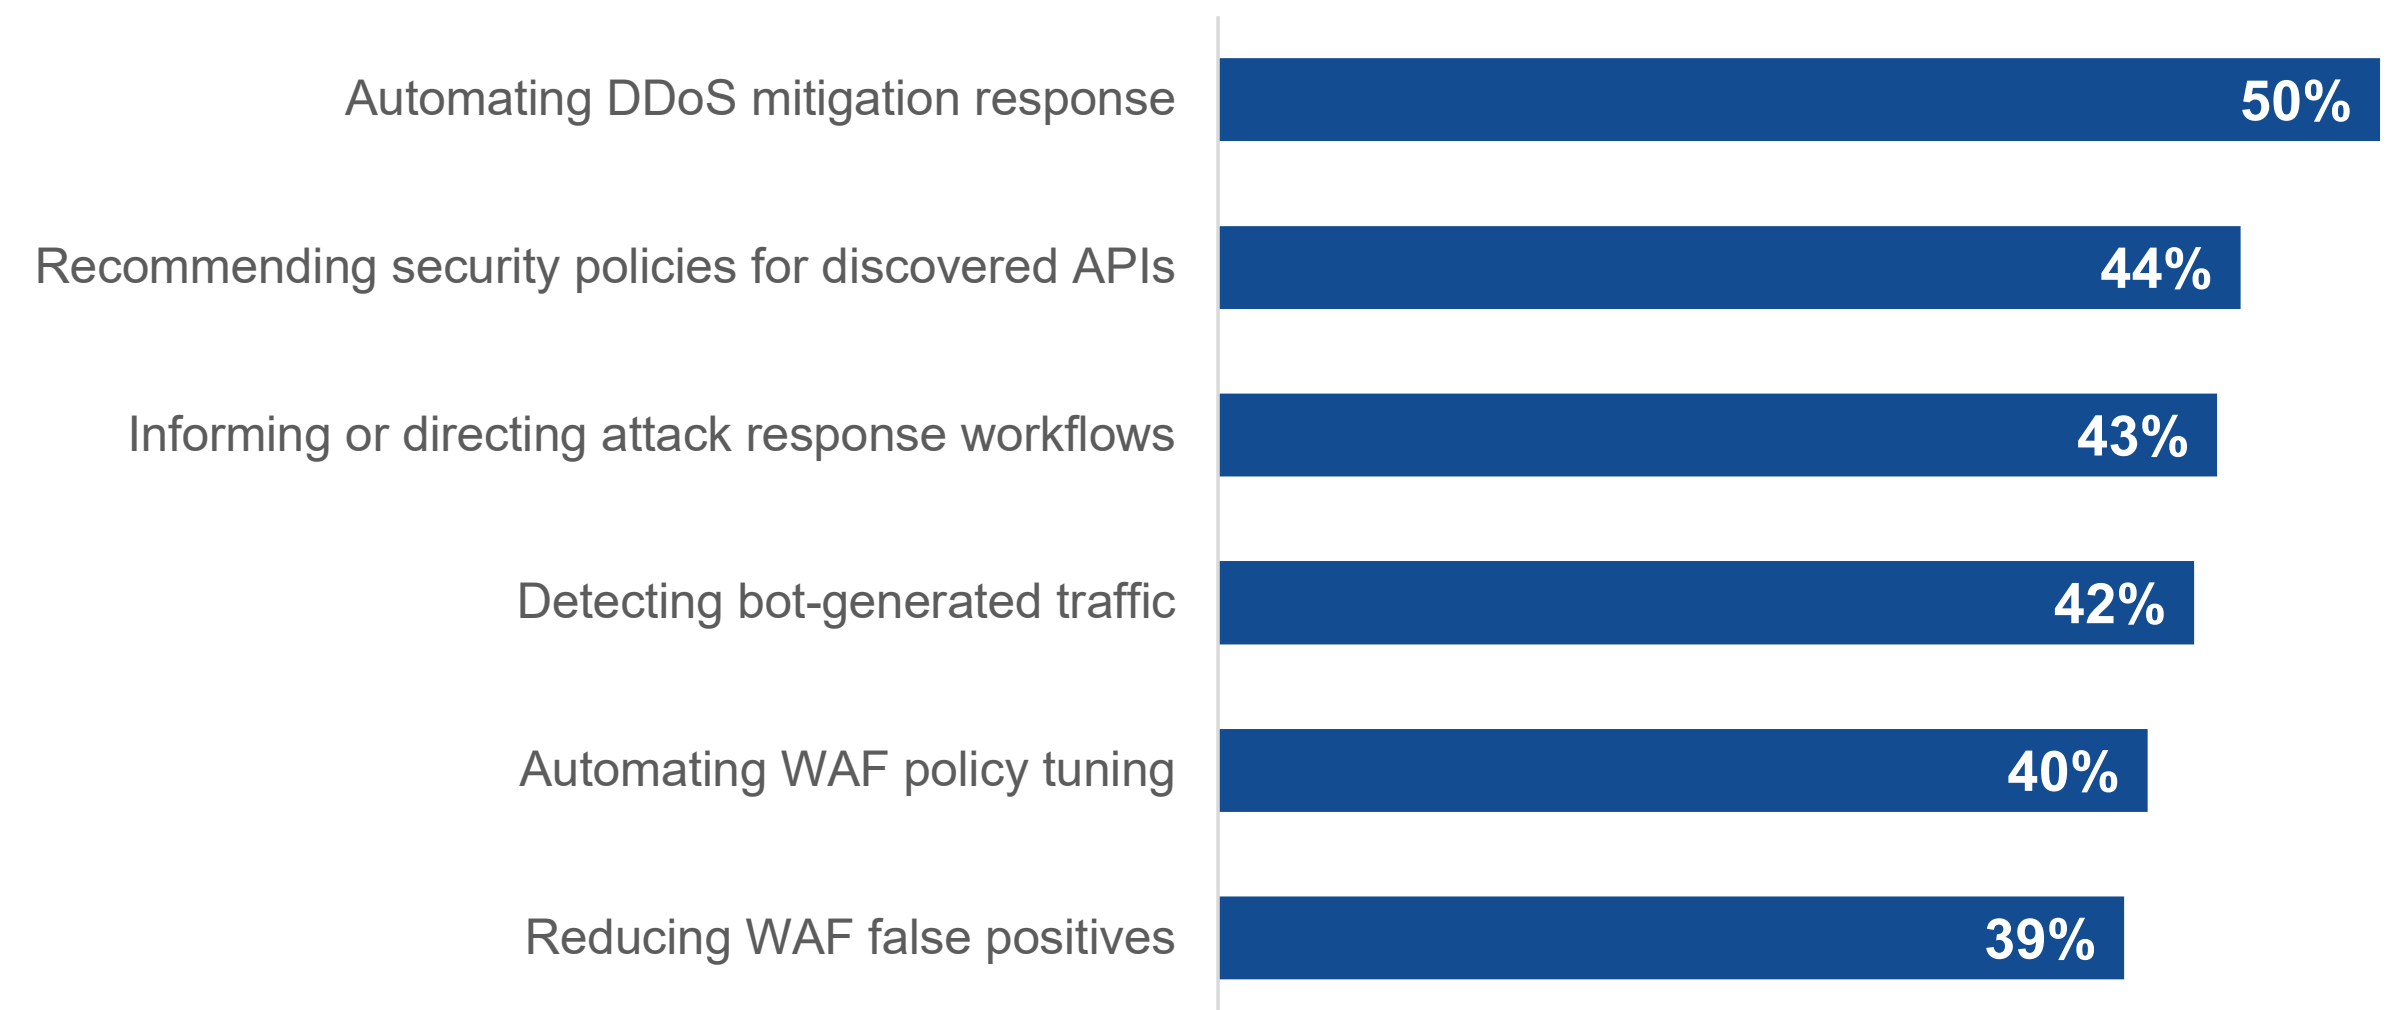 Automating DDoS mitigation response 50%
Recommending security policies for discovered APIs 44%
Informing or directing attack response workflows 43%
Detecting bot-generated traffic 42%
Automating WAF policy tuning 40%
Reducing WAF false positives 39%